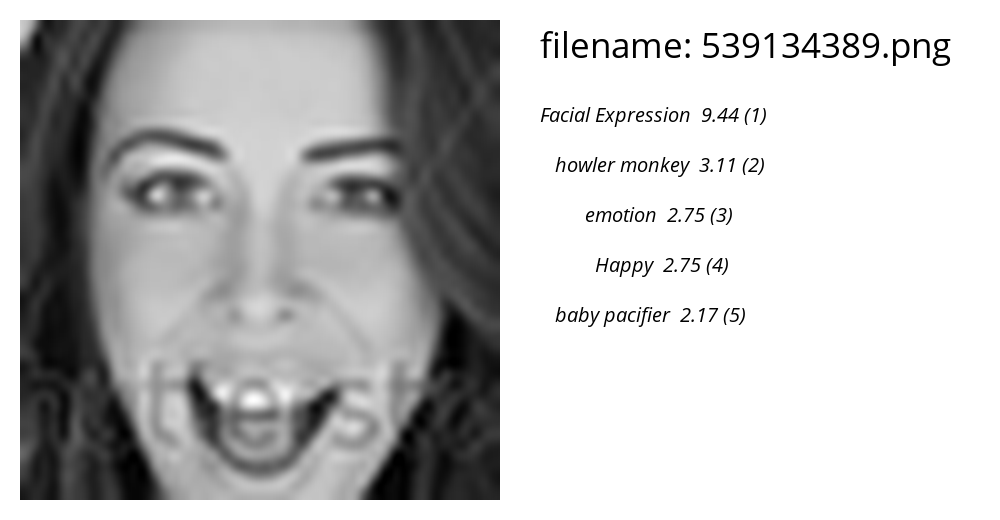 filename: 539134389.png
Facial Expression 9.44 (1)
howler monkey 3.11 (2)
emotion 2.75 (3)
Happy 2.75 (4)
baby pacifier 2.17 (5)